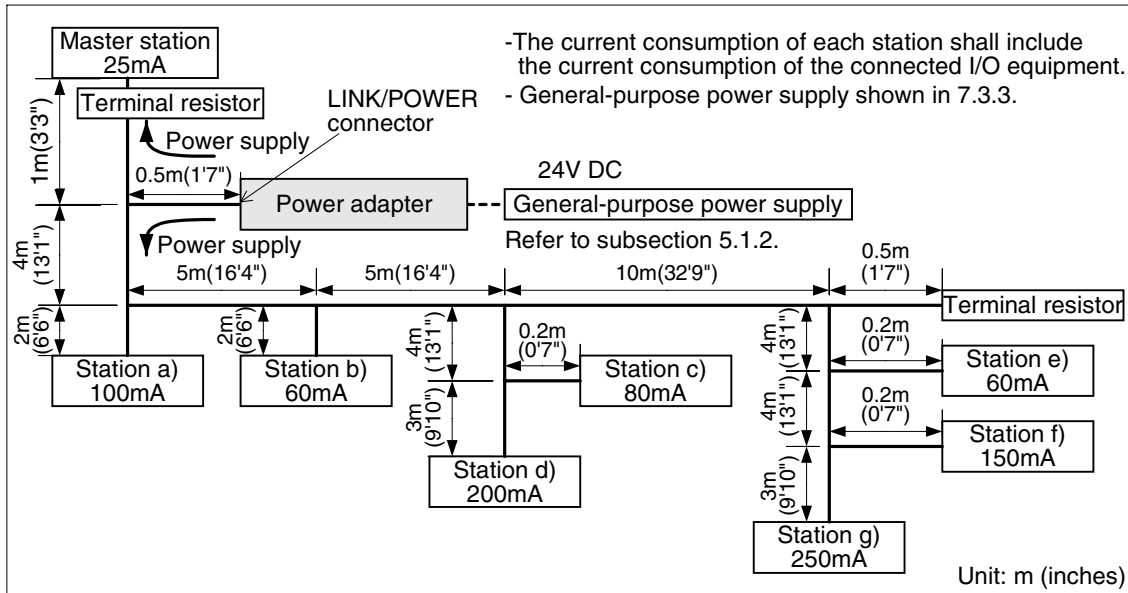 Master station
25mA
-The current consumption of each station shall include
the current consumption of the connected I/O equipment.
- General-purpose power supply shown in 7.3.3.
Terminal resistor
LINK/POWER
connector
1m(3'3")
Power supply
0.5m(1'7")
Power adapter
24V DC
General-purpose power supply
Refer to subsection 5.1.2.
Power supply
4m
(13'1")
5m(16'4")
5m(16'4")
10m(32'9")
0.5m
(1'7")
Terminal resistor
2m
(6'6")
2m
(6'6")
4m
(13'1")
0.2m
(0'7")
4m
(13'1")
0.2m
(0'7")
Station a)
100mA
Station b)
60mA
Station c)
80mA
Station e)
60mA
3m
(9'10")
4m
(13'1")
0.2m
(0'7")
Station d)
200mA
Station f)
150mA
3m
(9'10")
Station g)
250mA
Unit: m (inches)